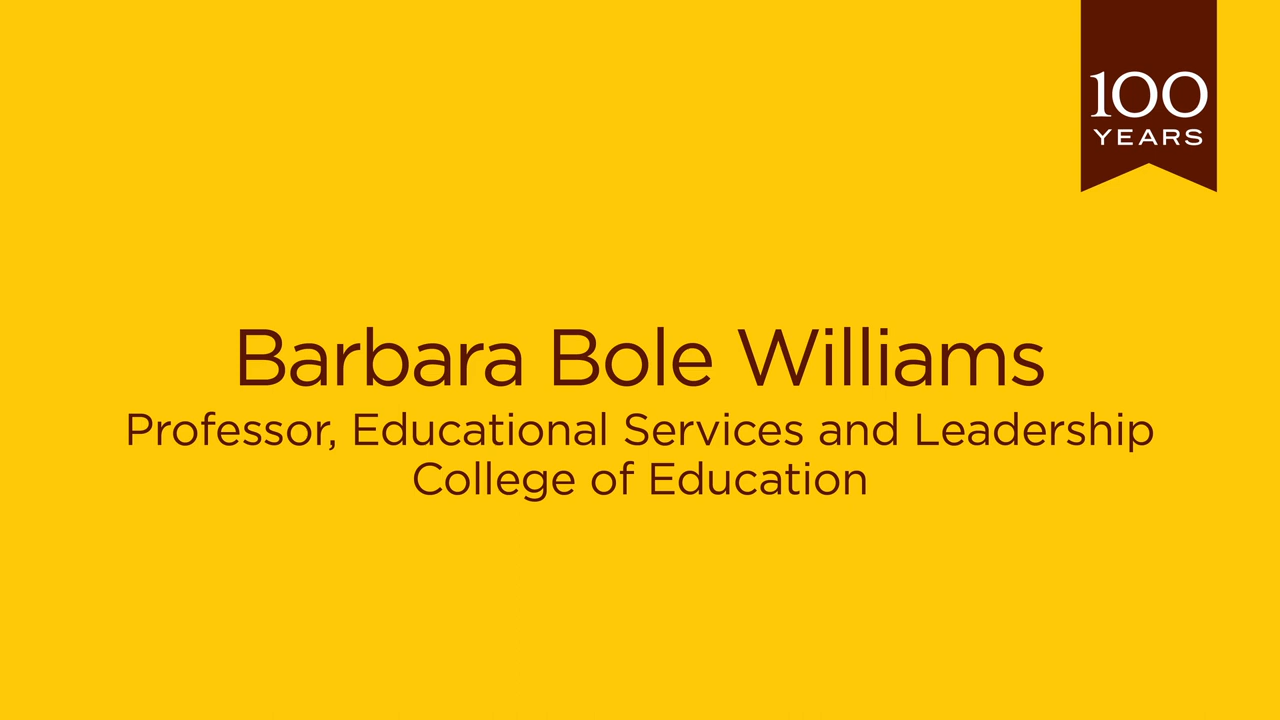 100
YEARS
Barbara Bole Williams
Professor, Educational Services and Leadership
College of Education